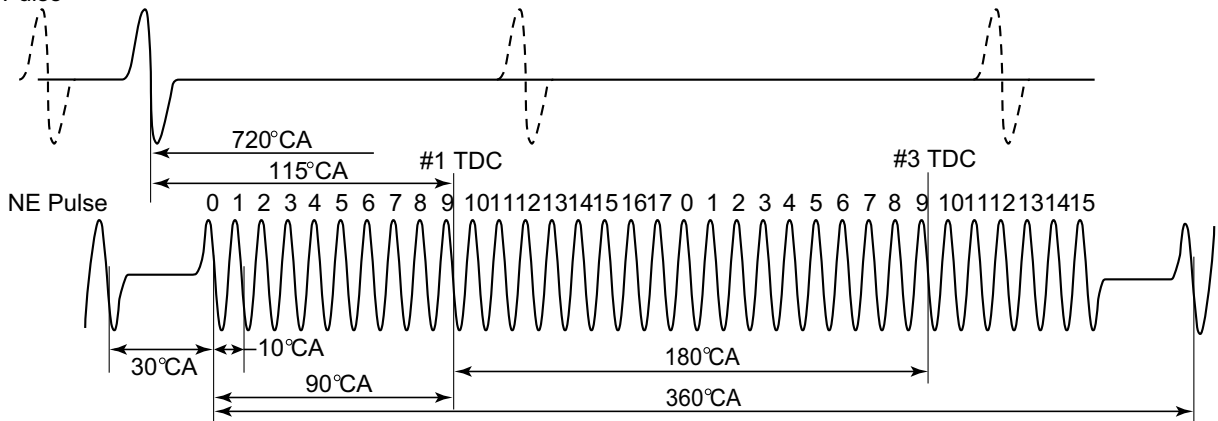 Pulse
720°CA
115°CA
#1 TDC
#3 TDC
NE Pulse
0 1 2 3 4 5 6 7 8 9 10 11 12 13 14 15 16 17 0 1 2 3 4 5 6 7 8 9 10 11 12 13 14 15
30°CA
10°CA
180°CA
90°CA
360°CA